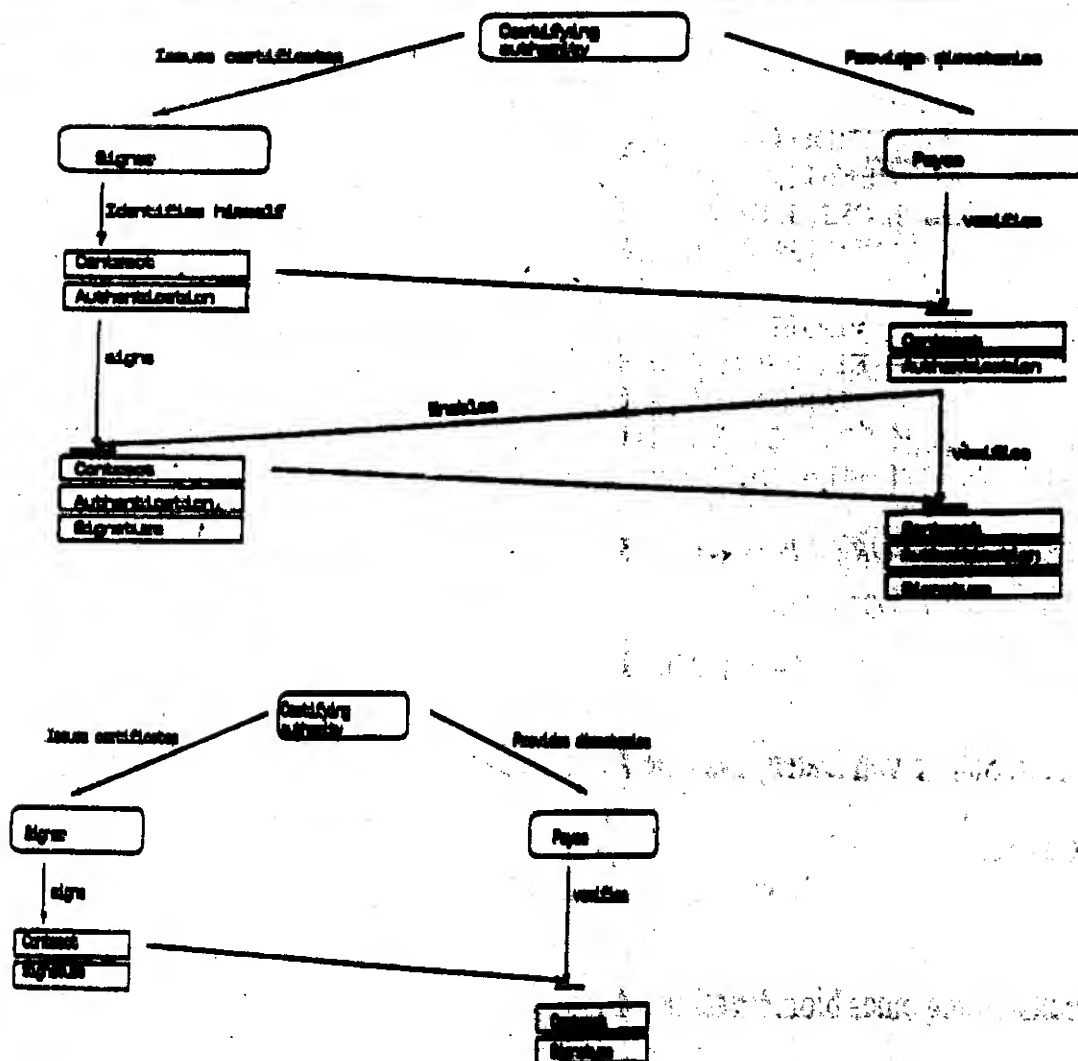 Certifying
authority
Issues certificates
Provides directories
Signer
Payee
Identifies himself
verifies
Contract
Authentication
signs
Contract
Authentication
Enables
verifies
Contract
Authentication
Signature
Contract
Authentication
Signature
Certifying
authority
Issues certificates
Provides directories
Signer
Payee
signs
verifies
Contract
Signature
Contract
Signature